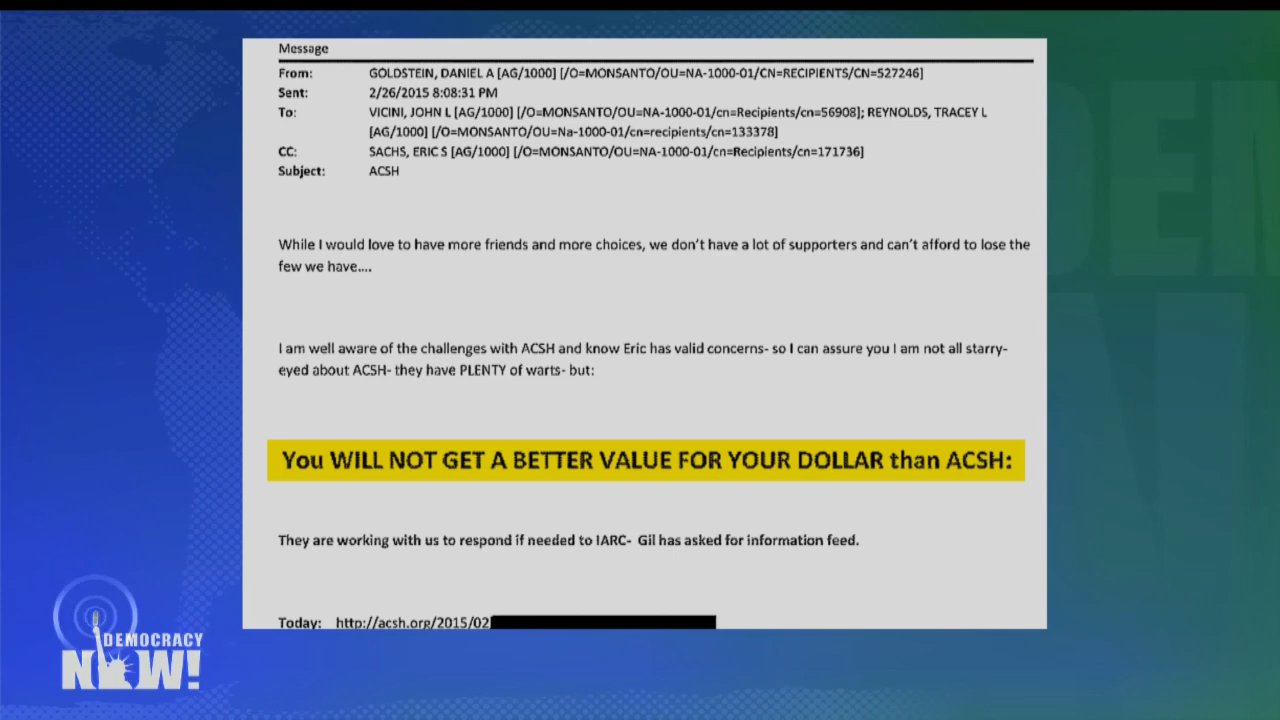 Message
From: GOLDSTEIN, DANIEL A [AG/1000] [/O=MONSANTO/OU=NA-1000-01/CN=RECIPIENTS/CN=527246]
Sent: 2/26/2015 8:08:31 PM
To: VICINI, JOHN L [AG/1000] [/O=MONSANTO/OU=NA-1000-01/cn=Recipients/cn=56908]; REYNOLDS, TRACEY L
[AG/1000] [/O=MONSANTO/OU=Na-1000-01/cn=recipients/cn=133378]
CC: SACHS, ERIC S [AG/1000] [/O=MONSANTO/OU=NA-1000-01/cn=Recipients/cn=171736]
Subject: ACSH
While I would love to have more friends and more choices, we don't have a lot of supporters and can't afford to lose the
few we have....
I am well aware of the challenges with ACSH and know Eric has valid concerns- so I can assure you I am not all starry-
eyed about ACSH- they have PLENTY of warts- but:
You WILL NOT GET A BETTER VALUE FOR YOUR DOLLAR than ACSH:
They are working with us to respond if needed to IARC- Gil has asked for information feed.
Today: http://acsh.org/2015/02
DEMOCRACY
NOW!